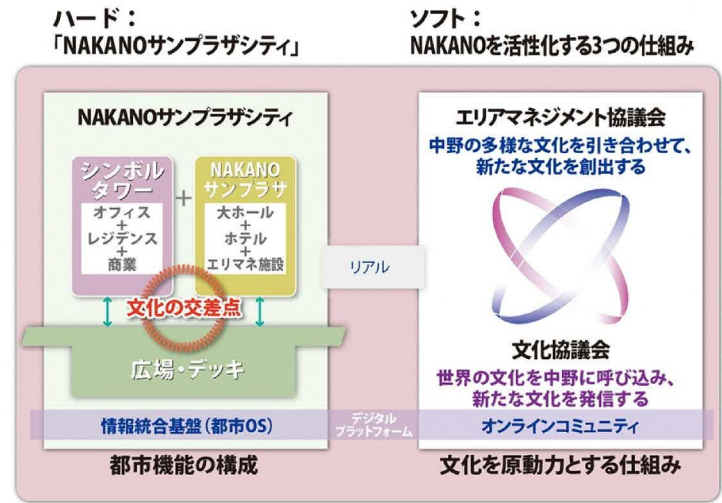 ハード：
「NAKANOサンプラザシティ」
ソフト：
NAKANOを活性化する3つの仕組み
NAKANOサンプラザシティ
シンボル
タワー
オフィス
+
レジデンス
+
商業
+
NAKANO
サンプラザ
大ホール
+
ホテル
+
エリマネ施設
文化の交差点
広場・デッキ
情報統合基盤（都市OS）
都市機能の構成
リアル
デジタル
プラットフォーム
エリアマネジメント協議会
中野の多様な文化を引き合わせて、
新たな文化を創出する
文化協議会
世界の文化を中野に呼び込み、
新たな文化を発信する
オンラインコミュニティ
文化を原動力とする仕組み